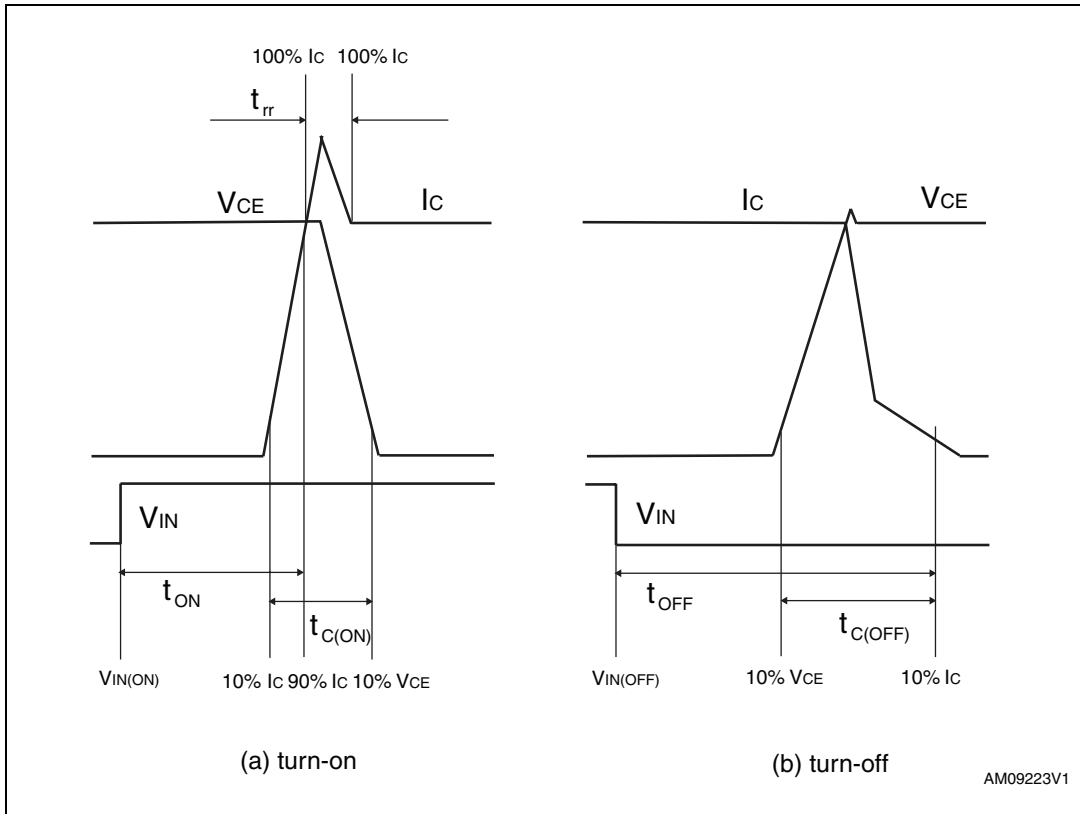 100% IC 100% IC
trr
VCE IC
VIN
tON
tC(ON)
VIN(ON) 10% IC 90% IC 10% VCE
(a) turn-on
IC VCE
VIN
tOFF
tC(OFF)
VIN(OFF) 10% VCE 10% IC
(b) turn-off
AM09223V1